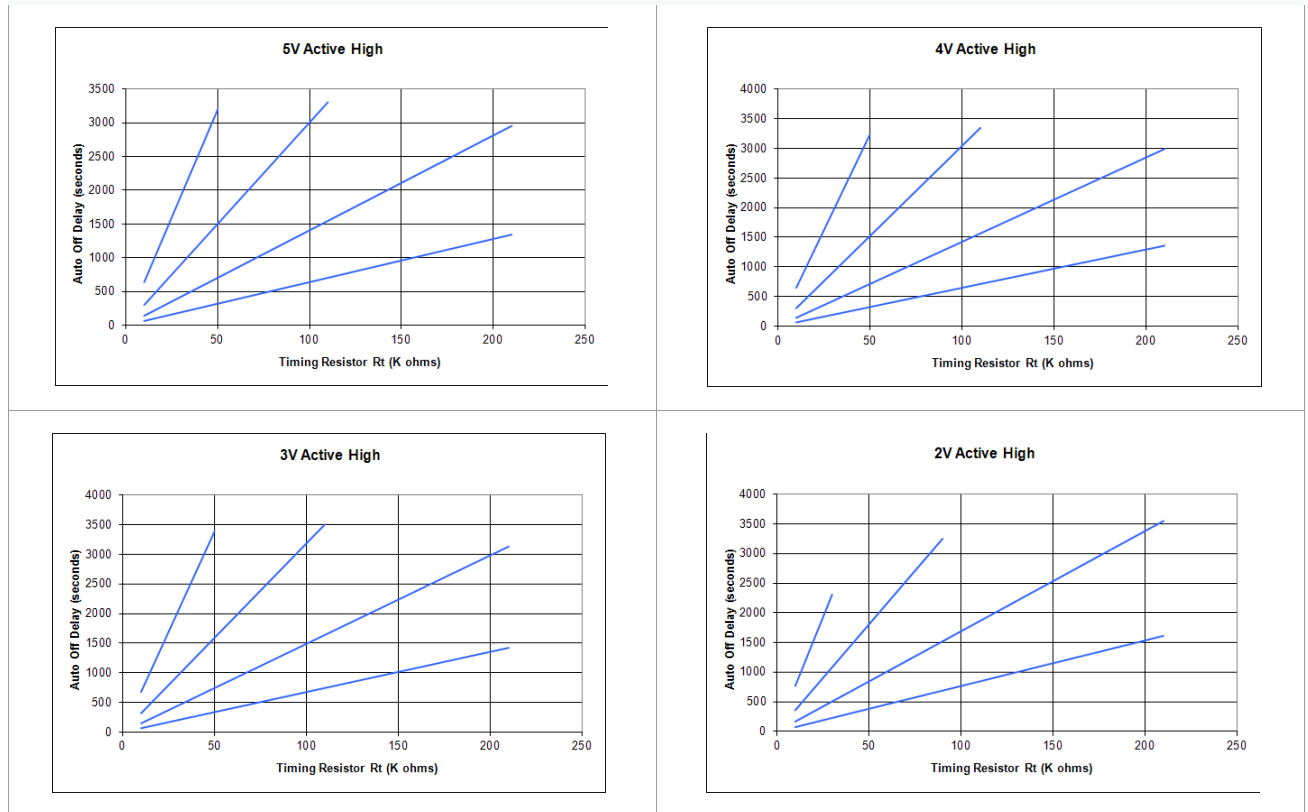 5V Active High
3500
3000
2500
2000
1500
1000
500
0
Auto Off Delay (seconds)
0 50 100 150 200 250
Timing Resistor Rt (K ohms)
4V Active High
4000
3500
3000
2500
2000
1500
1000
500
0
Auto Off Delay (seconds)
0 50 100 150 200 250
Timing Resistor Rt (K ohms)
3V Active High
4000
3500
3000
2500
2000
1500
1000
500
0
Auto Off Delay (seconds)
0 50 100 150 200 250
Timing Resistor Rt (K ohms)
2V Active High
4000
3500
3000
2500
2000
1500
1000
500
0
Auto Off Delay (seconds)
0 50 100 150 200 250
Timing Resistor Rt (K ohms)